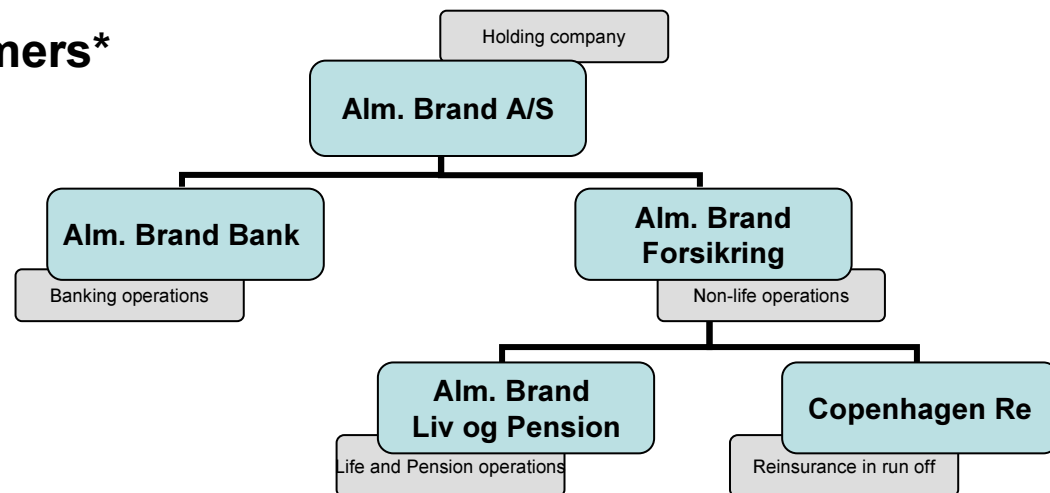 Holding company
Alm. Brand A/S
Alm. Brand Bank
Banking operations
Alm. Brand
Forsikring
Non-life operations
Alm. Brand
Liv og Pension
Life and Pension operations
Copenhagen Re
Reinsurance in run off